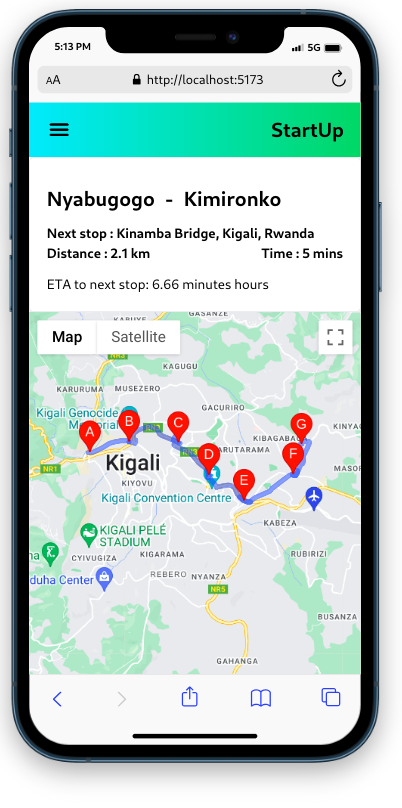 5:13 PM
5G
AA
http://localhost:5173
StartUp
Nyabugogo - Kimironko
Next stop : Kinamba Bridge, Kigali, Rwanda
Distance : 2.1 km
Time : 5 mins
ETA to next stop: 6.66 minutes hours
GASANZE
Map
Satellite
KAGUGU
KARURUMA
MUSEZERO
GACURIRO
Kigali Genocide
Memorial
A
B
C
D
E
F
G
KIBAGABAGA
NR1
Kigali
KIYOVU
Kigali Convention Centre
KABEZA
KIGALI PELÉ
STADIUM
CYIVUGIZA
KIGARAMA
RUBIRIZI
REBERO
NYANZA
duha Center
NR5
BUSANZA
GAHANGA